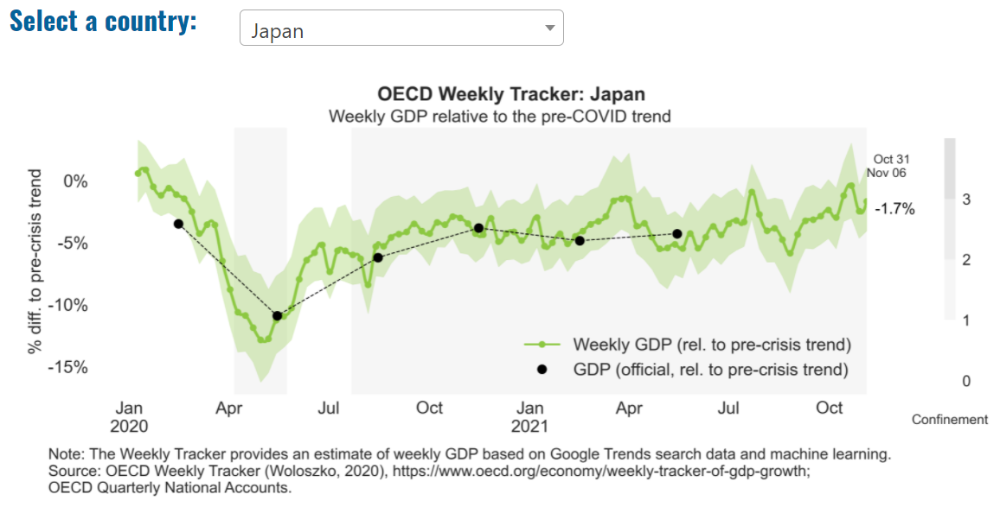 Select a country:
Japan
OECD Weekly Tracker: Japan
Weekly GDP relative to the pre-COVID trend
% diff. to pre-crisis trend
0%
-5%
-10%
-15%
Oct 31
Nov 06
-1.7%
Weekly GDP (rel. to pre-crisis trend)
GDP (official, rel. to pre-crisis trend)
Jan
2020
Apr
Jul
Oct
Jan
2021
Apr
Jul
Oct
3
2
1
0
Confinement
Note: The Weekly Tracker provides an estimate of weekly GDP based on Google Trends search data and machine learning.
Source: OECD Weekly Tracker (Woloszko, 2020), https://www.oecd.org/economy/weekly-tracker-of-gdp-growth;
OECD Quarterly National Accounts.